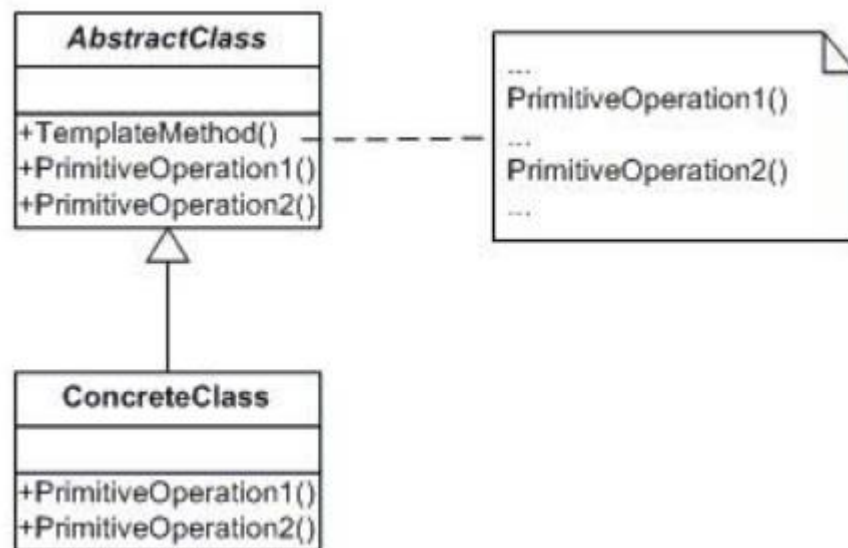 AbstractClass
+TemplateMethod()
+PrimitiveOperation1()
+PrimitiveOperation2()
...
PrimitiveOperation1()
...
PrimitiveOperation2()
...
ConcreteClass
+PrimitiveOperation1()
+PrimitiveOperation2()